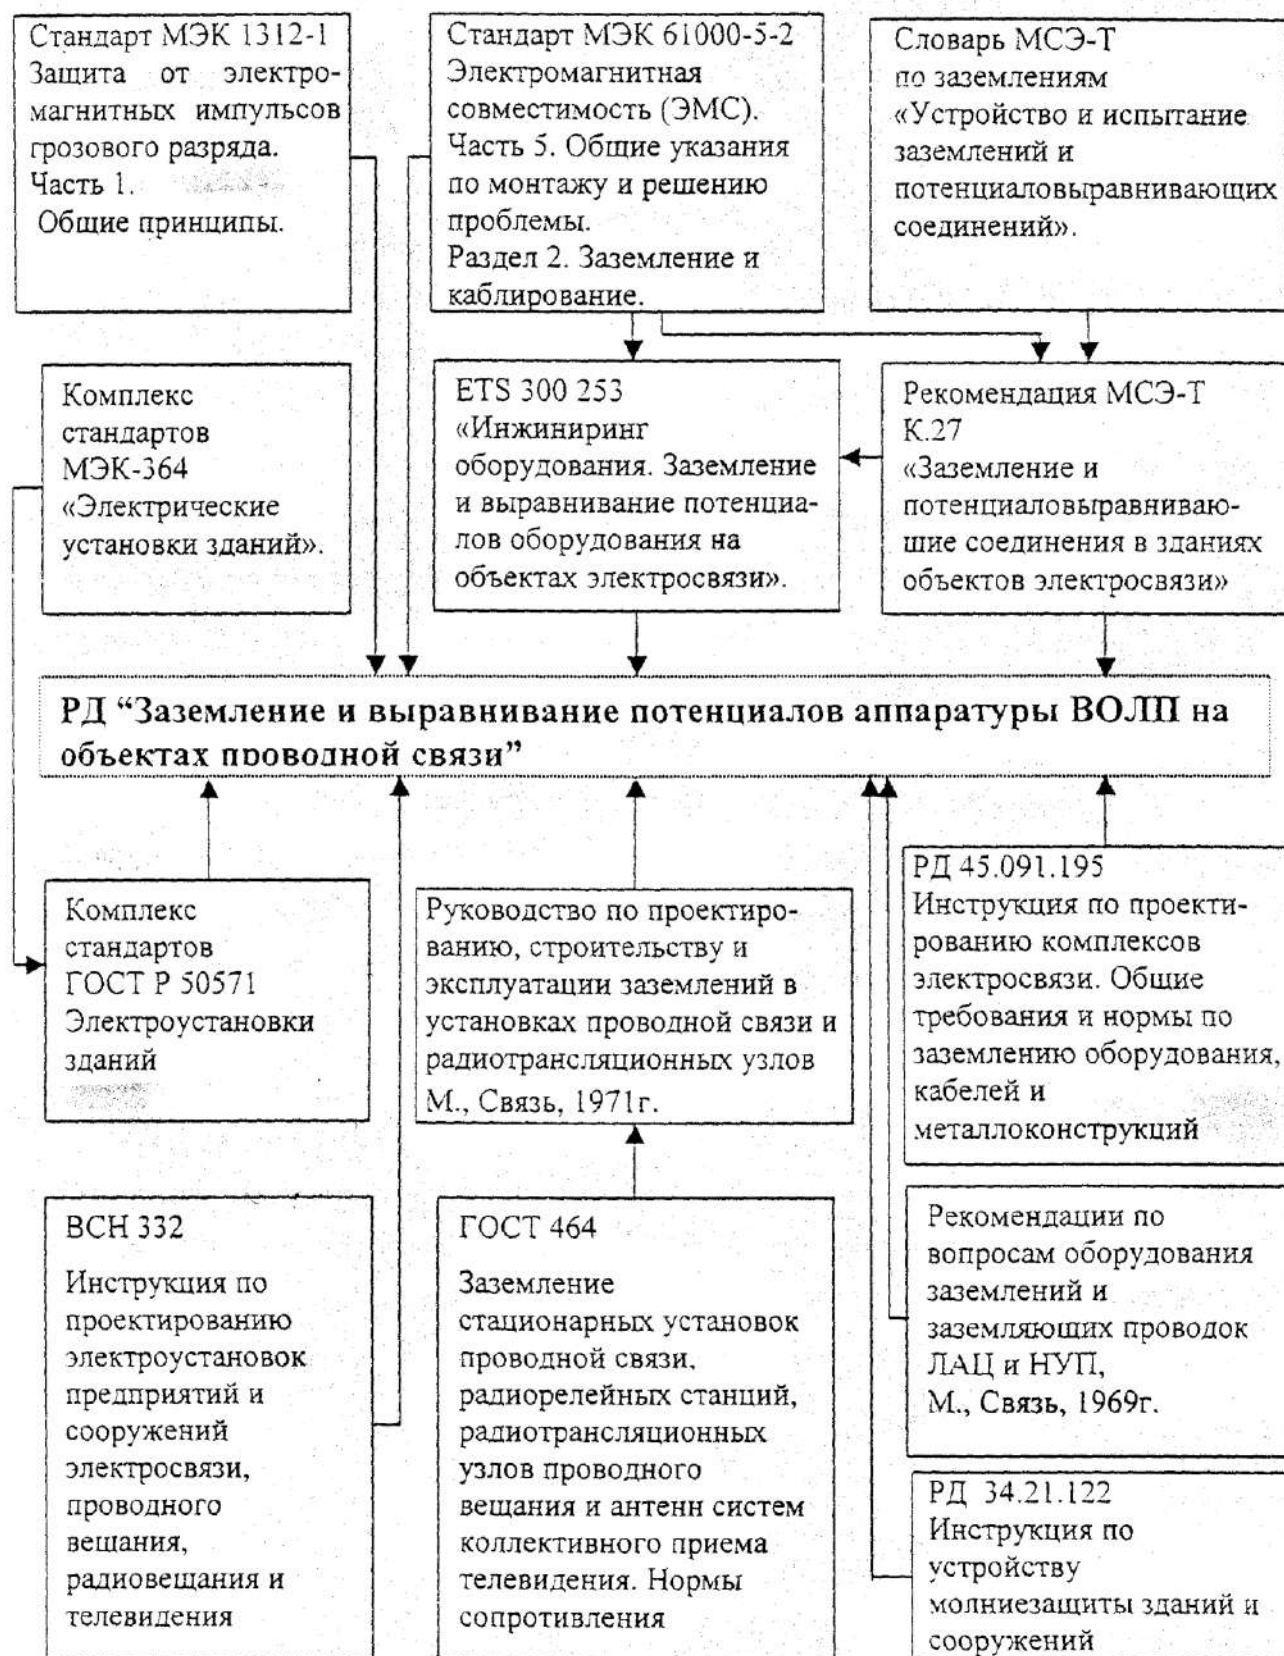 Стандарт МЭК 1312-1
Защита от электро-
магнитных импульсов
грозового разряда.
Часть 1.
Общие принципы.
Стандарт МЭК 61000-5-2
Электромагнитная
совместимость (ЭМС).
Часть 5. Общие указания
по монтажу и решению
проблемы.
Раздел 2. Заземление и
каблирование.
Словарь МСЭ-Т
по заземлениям
«Устройство и испытание
заземлений и
потенциаловыравнивающих
соединений».
Комплекс
стандартов
МЭК-364
«Электрические
установки зданий».
ETS 300 253
«Инжиниринг
оборудования. Заземление
и выравнивание потенциа-
лов оборудования на
объектах электросвязи».
Рекомендация МСЭ-Т
К.27
«Заземление и
потенциаловыравниваю-
шие соединения в зданиях
объектов электросвязи»
РД “Заземление и выравнивание потенциалов аппаратуры ВОЛП на
объектах проводной связи”
Комплекс
стандартов
ГОСТ Р 50571
Электроустановки
зданий
Руководство по проектиро-
ванию, строительству и
эксплуатации заземлений в
установках проводной связи и
радиотрансляционных узлов
М., Связь, 1971г.
РД 45.091.195
Инструкция по проекти-
рованию комплексов
электросвязи. Общие
требования и нормы по
заземлению оборудования,
кабелей и
металлоконструкций
ВСН 332
Инструкция по
проектированию
электроустановок
предприятий и
сооружений
электросвязи,
проводного
вещания,
радиовещания и
телевидения
ГОСТ 464
Заземление
стационарных установок
проводной связи,
радиорелейных станций,
радиотрансляционных
узлов проводного
вещания и антенн систем
коллективного приема
телевидения. Нормы
сопротивления
Рекомендации по
вопросам оборудования
заземлений и
заземляющих проводок
ЛАЦ и НУП,
М., Связь, 1969г.
РД 34.21.122
Инструкция по
устройству
молниезащиты зданий и
сооружений